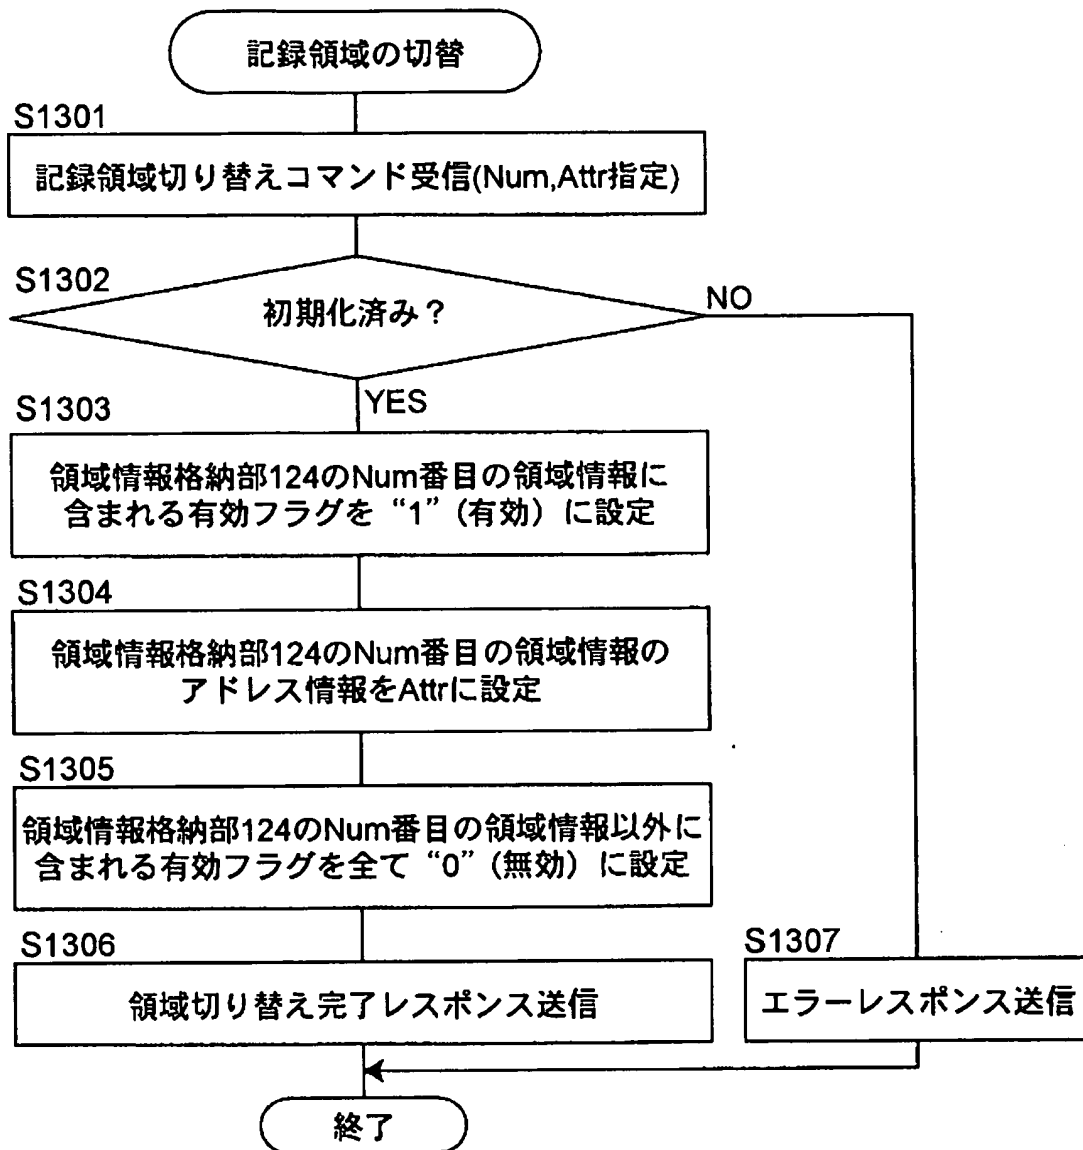 記録領域の切替
S1301
記録領域切り替えコマンド受信(Num,Attr指定)
S1302
初期化済み？
NO
YES
S1303
領域情報格納部124のNum番目の領域情報に
含まれる有効フラグを“1”（有効）に設定
S1304
領域情報格納部124のNum番目の領域情報の
アドレス情報をAttrに設定
S1305
領域情報格納部124のNum番目の領域情報以外に
含まれる有効フラグを全て“0”（無効）に設定
S1306
領域切り替え完了レスポンス送信
S1307
エラーレスポンス送信
終了